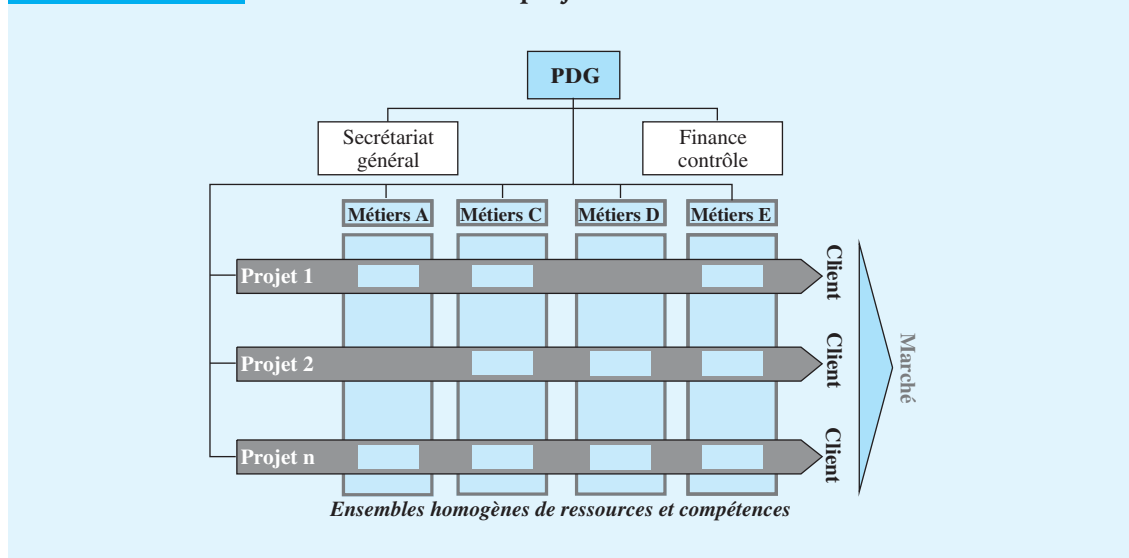 PDG
Secrétariat
général
Finance
contrôle
Métiers A
Métiers C
Métiers D
Métiers E
Projet 1
Client
Projet 2
Client
Projet n
Client
Marché
Ensembles homogènes de ressources et compétences